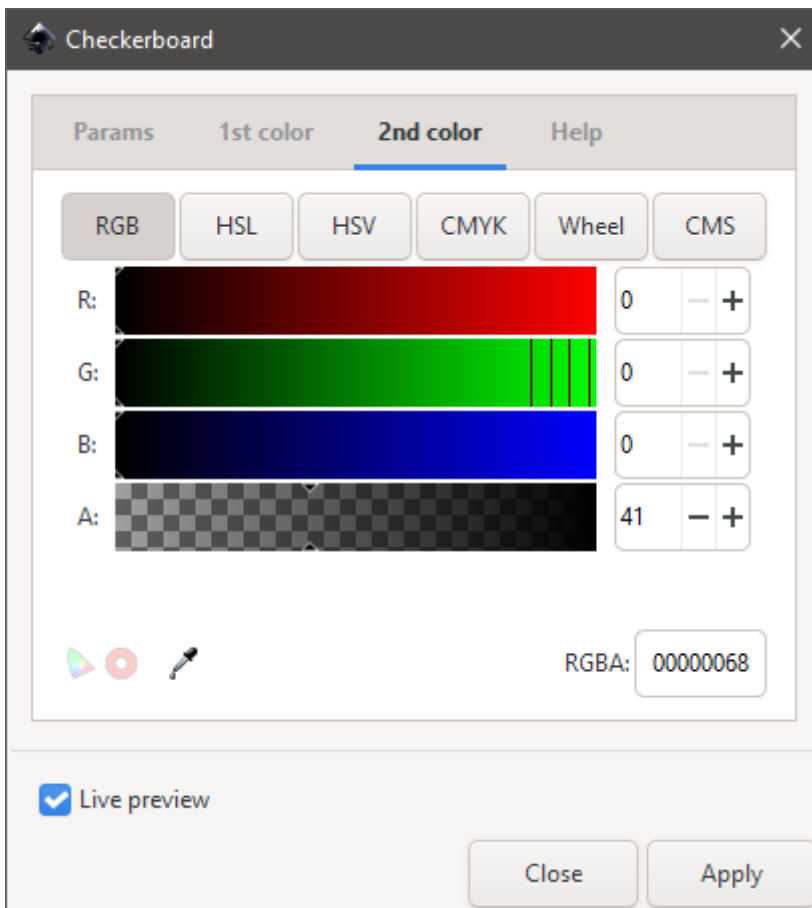 Checkerboard
Params 1st color 2nd color Help
RGB HSL HSV CMYK Wheel CMS
R: 0
G: 0
B: 0
A: 41
RGBA: 00000068
Live preview
Close Apply